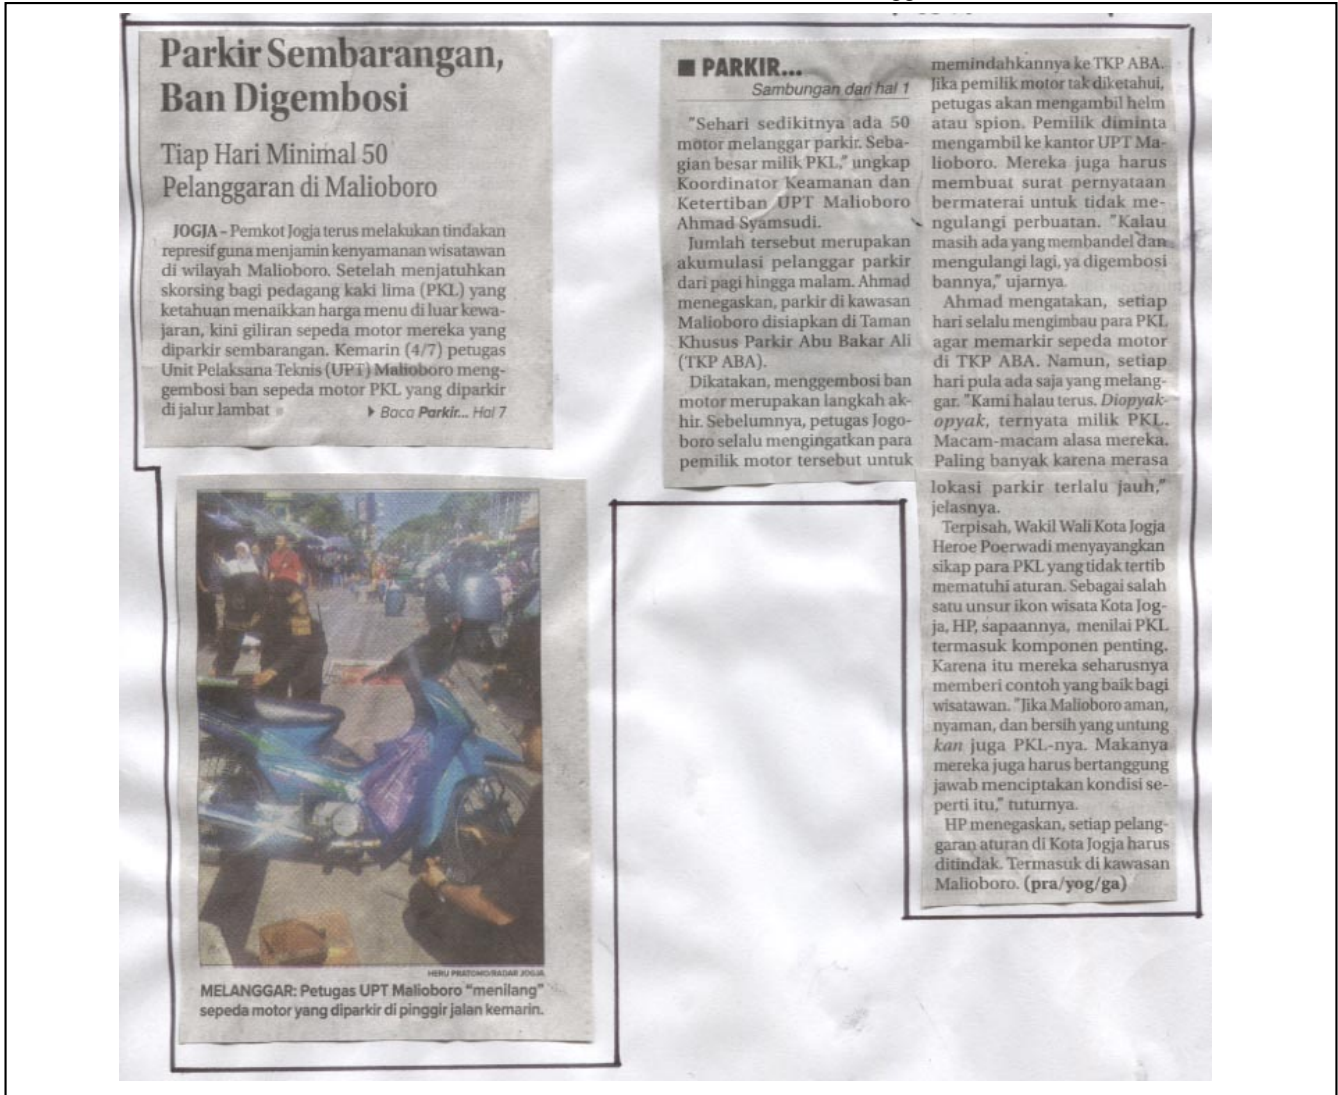 Parkir Sembarangan,
Ban Digembosi
Tiap Hari Minimal 50
Pelanggaran di Malioboro
JOGJA – Pemkot Jogja terus melakukan tindakan
represif guna menjamin kenyamanan wisatawan
di wilayah Malioboro. Setelah menjatuhkan
skorsing bagi pedagang kaki lima (PKL) yang
ketahuan menaikkan harga menu di luar kewa-
jaran, kini giliran sepeda motor mereka yang
diparkir sembarangan. Kemarin (4/7) petugas
Unit Pelaksana Teknis (UPT) Malioboro meng-
gembosi ban sepeda motor PKL yang diparkir
di jalur lambat
Baca Parkir... Hal 7
HERU PRATOMO/RADAR JOGJA
MELANGGAR: Petugas UPT Malioboro "menilang"
sepeda motor yang diparkir di pinggir jalan kemarin.
PARKIR...
Sambungan dari hal 1
"Sehari sedikitnya ada 50
motor melanggar parkir. Seba-
gian besar milik PKL," ungkap
Koordinator Keamanan dan
Ketertiban UPT Malioboro
Ahmad Syamsudi.
Jumlah tersebut merupakan
akumulasi pelanggar parkir
dari pagi hingga malam. Ahmad
menegaskan, parkir di kawasan
Malioboro disiapkan di Taman
Khusus Parkir Abu Bakar Ali
(TKP ABA).
Dikatakan, menggembosi ban
motor merupakan langkah ak-
hir. Sebelumnya, petugas Jogo-
boro selalu mengingatkan para
pemilik motor tersebut untuk
memindahkannya ke TKP ABA.
Jika pemilik motor tak diketahui,
petugas akan mengambil helm
atau spion. Pemilik diminta
mengambil ke kantor UPT Ma-
lioboro. Mereka juga harus
membuat surat pernyataan
bermaterai untuk tidak me-
ngulangi perbuatan. "Kalau
masih ada yang membandel dan
mengulangi lagi, ya digembosi
bannya," ujarnya.
Ahmad mengatakan, setiap
hari selalu mengimbau para PKL
agar memarkir sepeda motor
di TKP ABA. Namun, setiap
hari pula ada saja yang melang-
gar. "Kami halau terus. Diopyak-
opyak, ternyata milik PKL.
Macam-macam alasa mereka.
Paling banyak karena merasa
lokasi parkir terlalu jauh,"
jelasnya.
Terpisah, Wakil Wali Kota Jogja
Heroe Poerwadi menyayangkan
sikap para PKL yang tidak tertib
mematuhi aturan. Sebagai salah
satu unsur ikon wisata Kota Jog-
ja, HP, sapaannya, menilai PKL
termasuk komponen penting.
Karena itu mereka seharusnya
memberi contoh yang baik bagi
wisatawan. "Jika Malioboro aman,
nyaman, dan bersih yang untung
kan juga PKL-nya. Makanya
mereka juga harus bertanggung
jawab menciptakan kondisi se-
perti itu," tuturnya.
HP menegaskan, setiap pelang-
garan aturan di Kota Jogja harus
ditindak. Termasuk di kawasan
Malioboro. (pra/yog/ga)